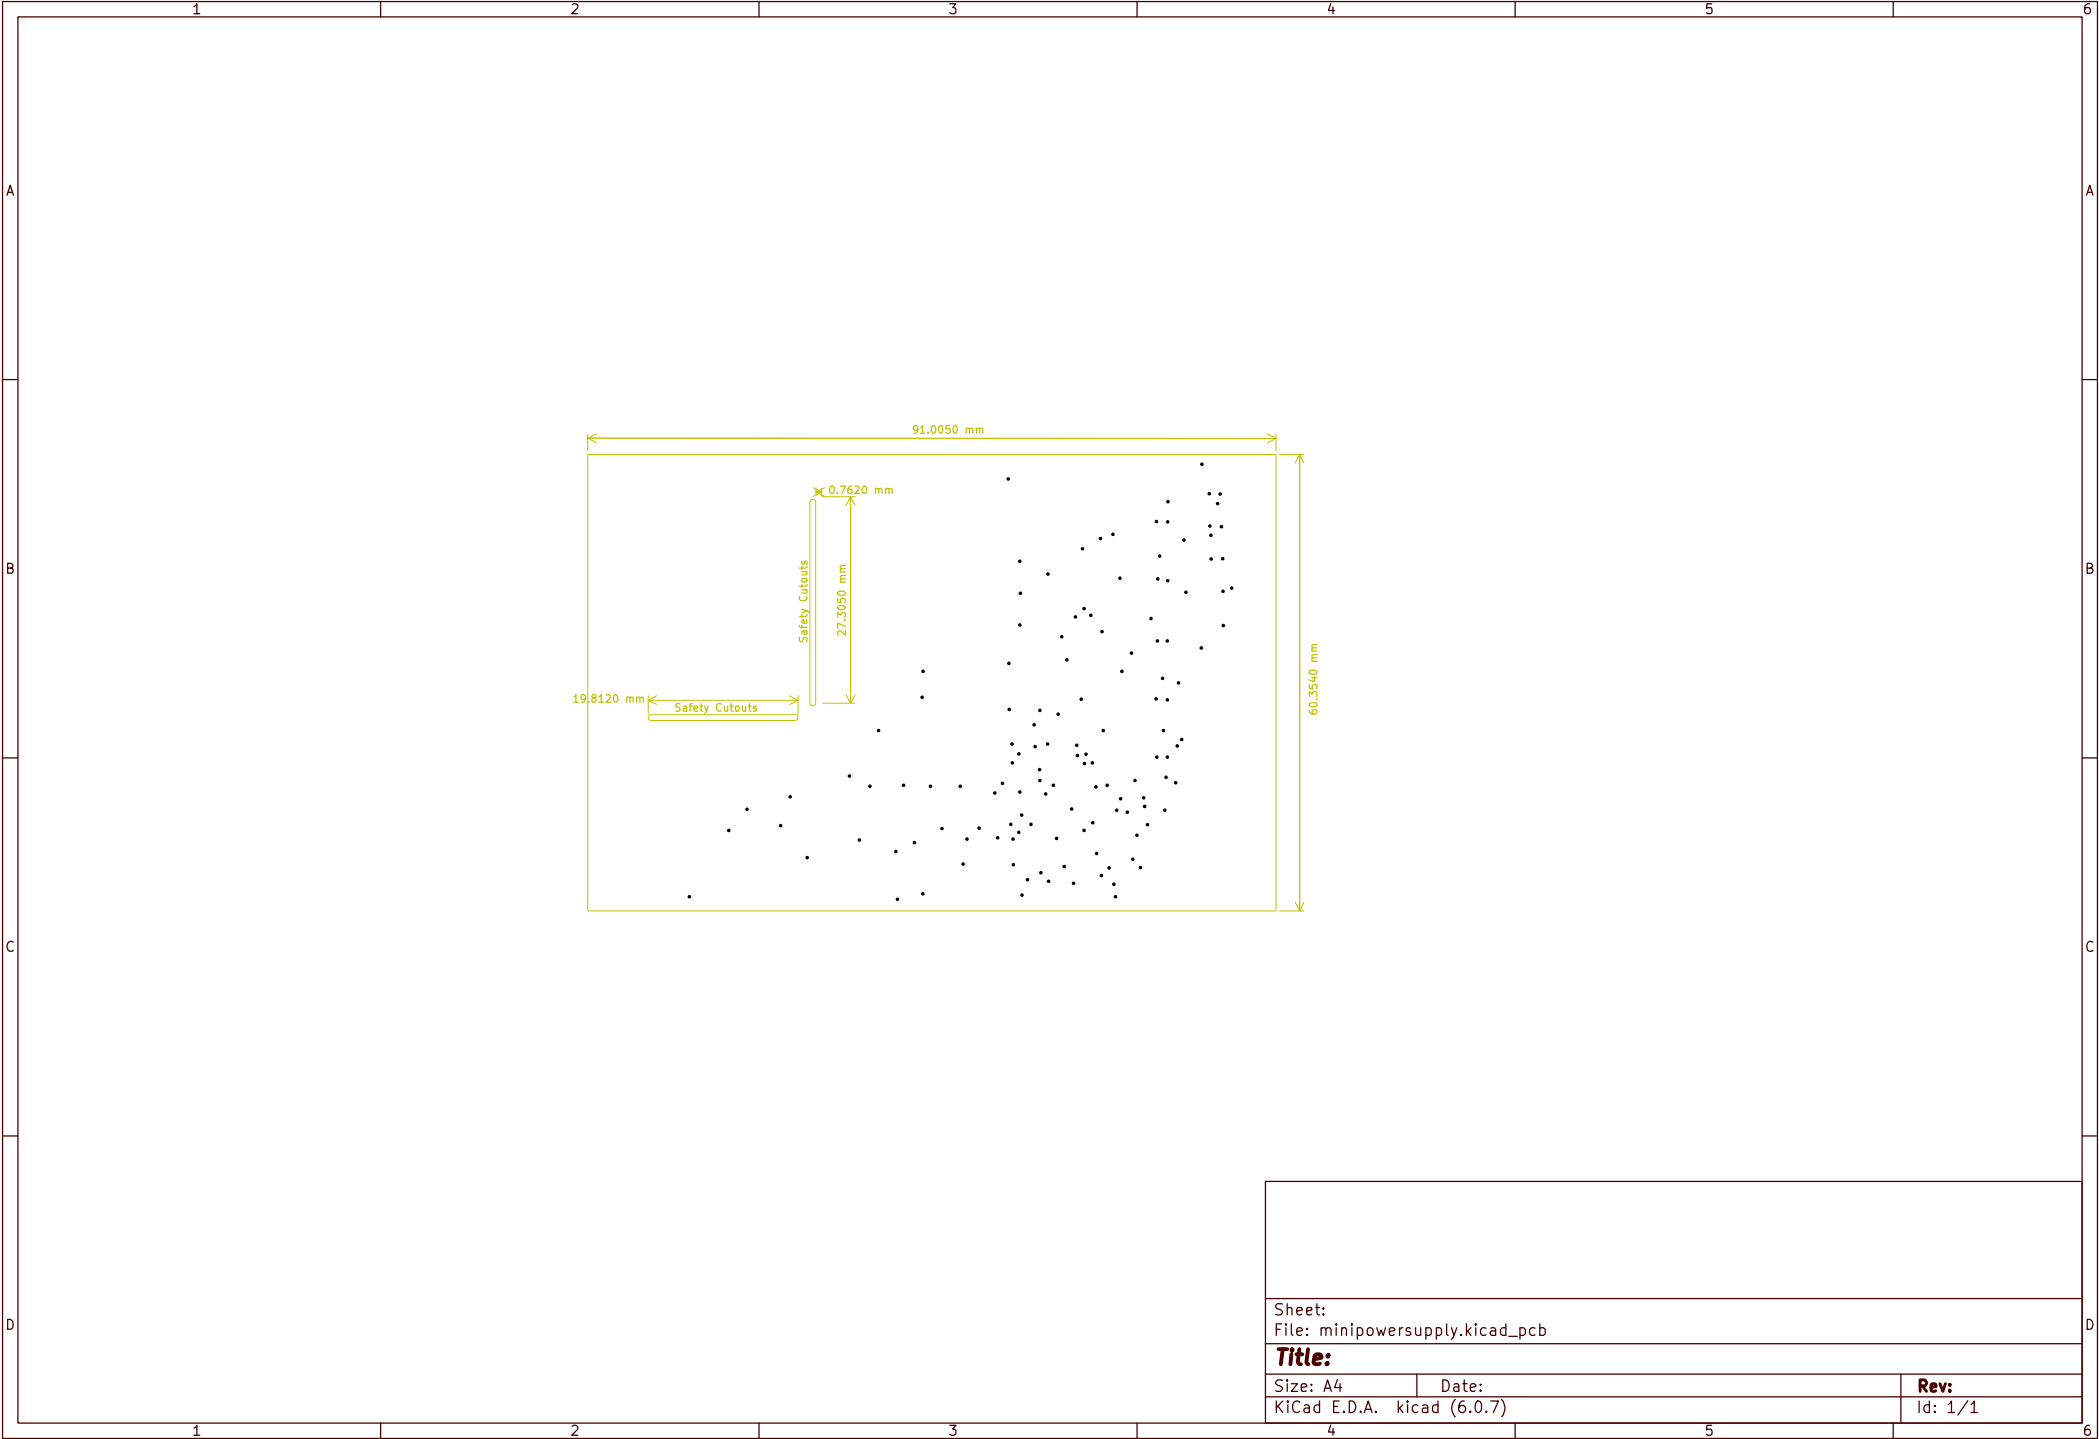 1 2 3 4 5 6
A A
91.0050 mm
0.7620 mm
B B
Safety Cutouts
27.3050 mm
60.3540 mm
19.8120 mm
Safety Cutouts
C C
Sheet:
File: minipowersupply.kicad_pcb
D D
Title:
Size: A4 Date: Rev:
KiCad E.D.A. kicad (6.0.7) Id: 1/1
1 2 3 4 5 6